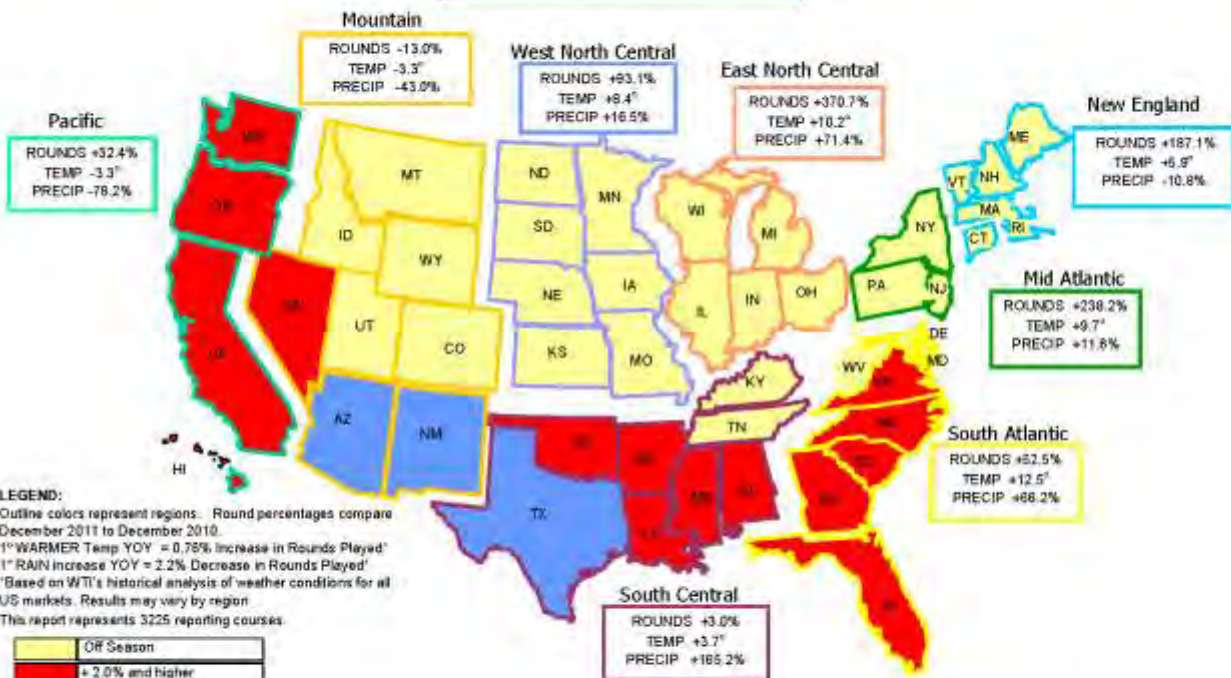 Mountain
ROUNDS -13.0%
TEMP -3.3°
PRECIP -43.0%
West North Central
ROUNDS +93.1%
TEMP +8.4°
PRECIP +16.5%
East North Central
ROUNDS +370.7%
TEMP +10.2°
PRECIP +71.4%
New England
ROUNDS +187.1%
TEMP +5.9°
PRECIP -10.8%
Pacific
ROUNDS +32.4%
TEMP -3.3°
PRECIP -78.2%
Mid Atlantic
ROUNDS +238.2%
TEMP +9.7°
PRECIP +11.8%
South Atlantic
ROUNDS +52.5%
TEMP +12.5°
PRECIP +66.2%
South Central
ROUNDS +3.0%
TEMP +3.7°
PRECIP +165.2%
MT
ND
MN
ME
VT
NH
ID
SD
WI
MI
NY
MA
RI
CT
WY
NE
IA
PA
NJ
UT
CO
IL
IN
OH
DE
KS
MO
WV
MD
KY
TN
AZ
NM
TX
HI
LEGEND:
Outline colors represent regions. Round percentages compare
December 2011 to December 2010.
1° WARMER Temp YOY = 0.76% Increase in Rounds Played*
1" RAIN increase YOY = 2.2% Decrease in Rounds Played*
*Based on WTI's historical analysis of weather conditions for all
US markets. Results may vary by region
This report represents 3225 reporting courses
Off Season
+ 2.0% and higher